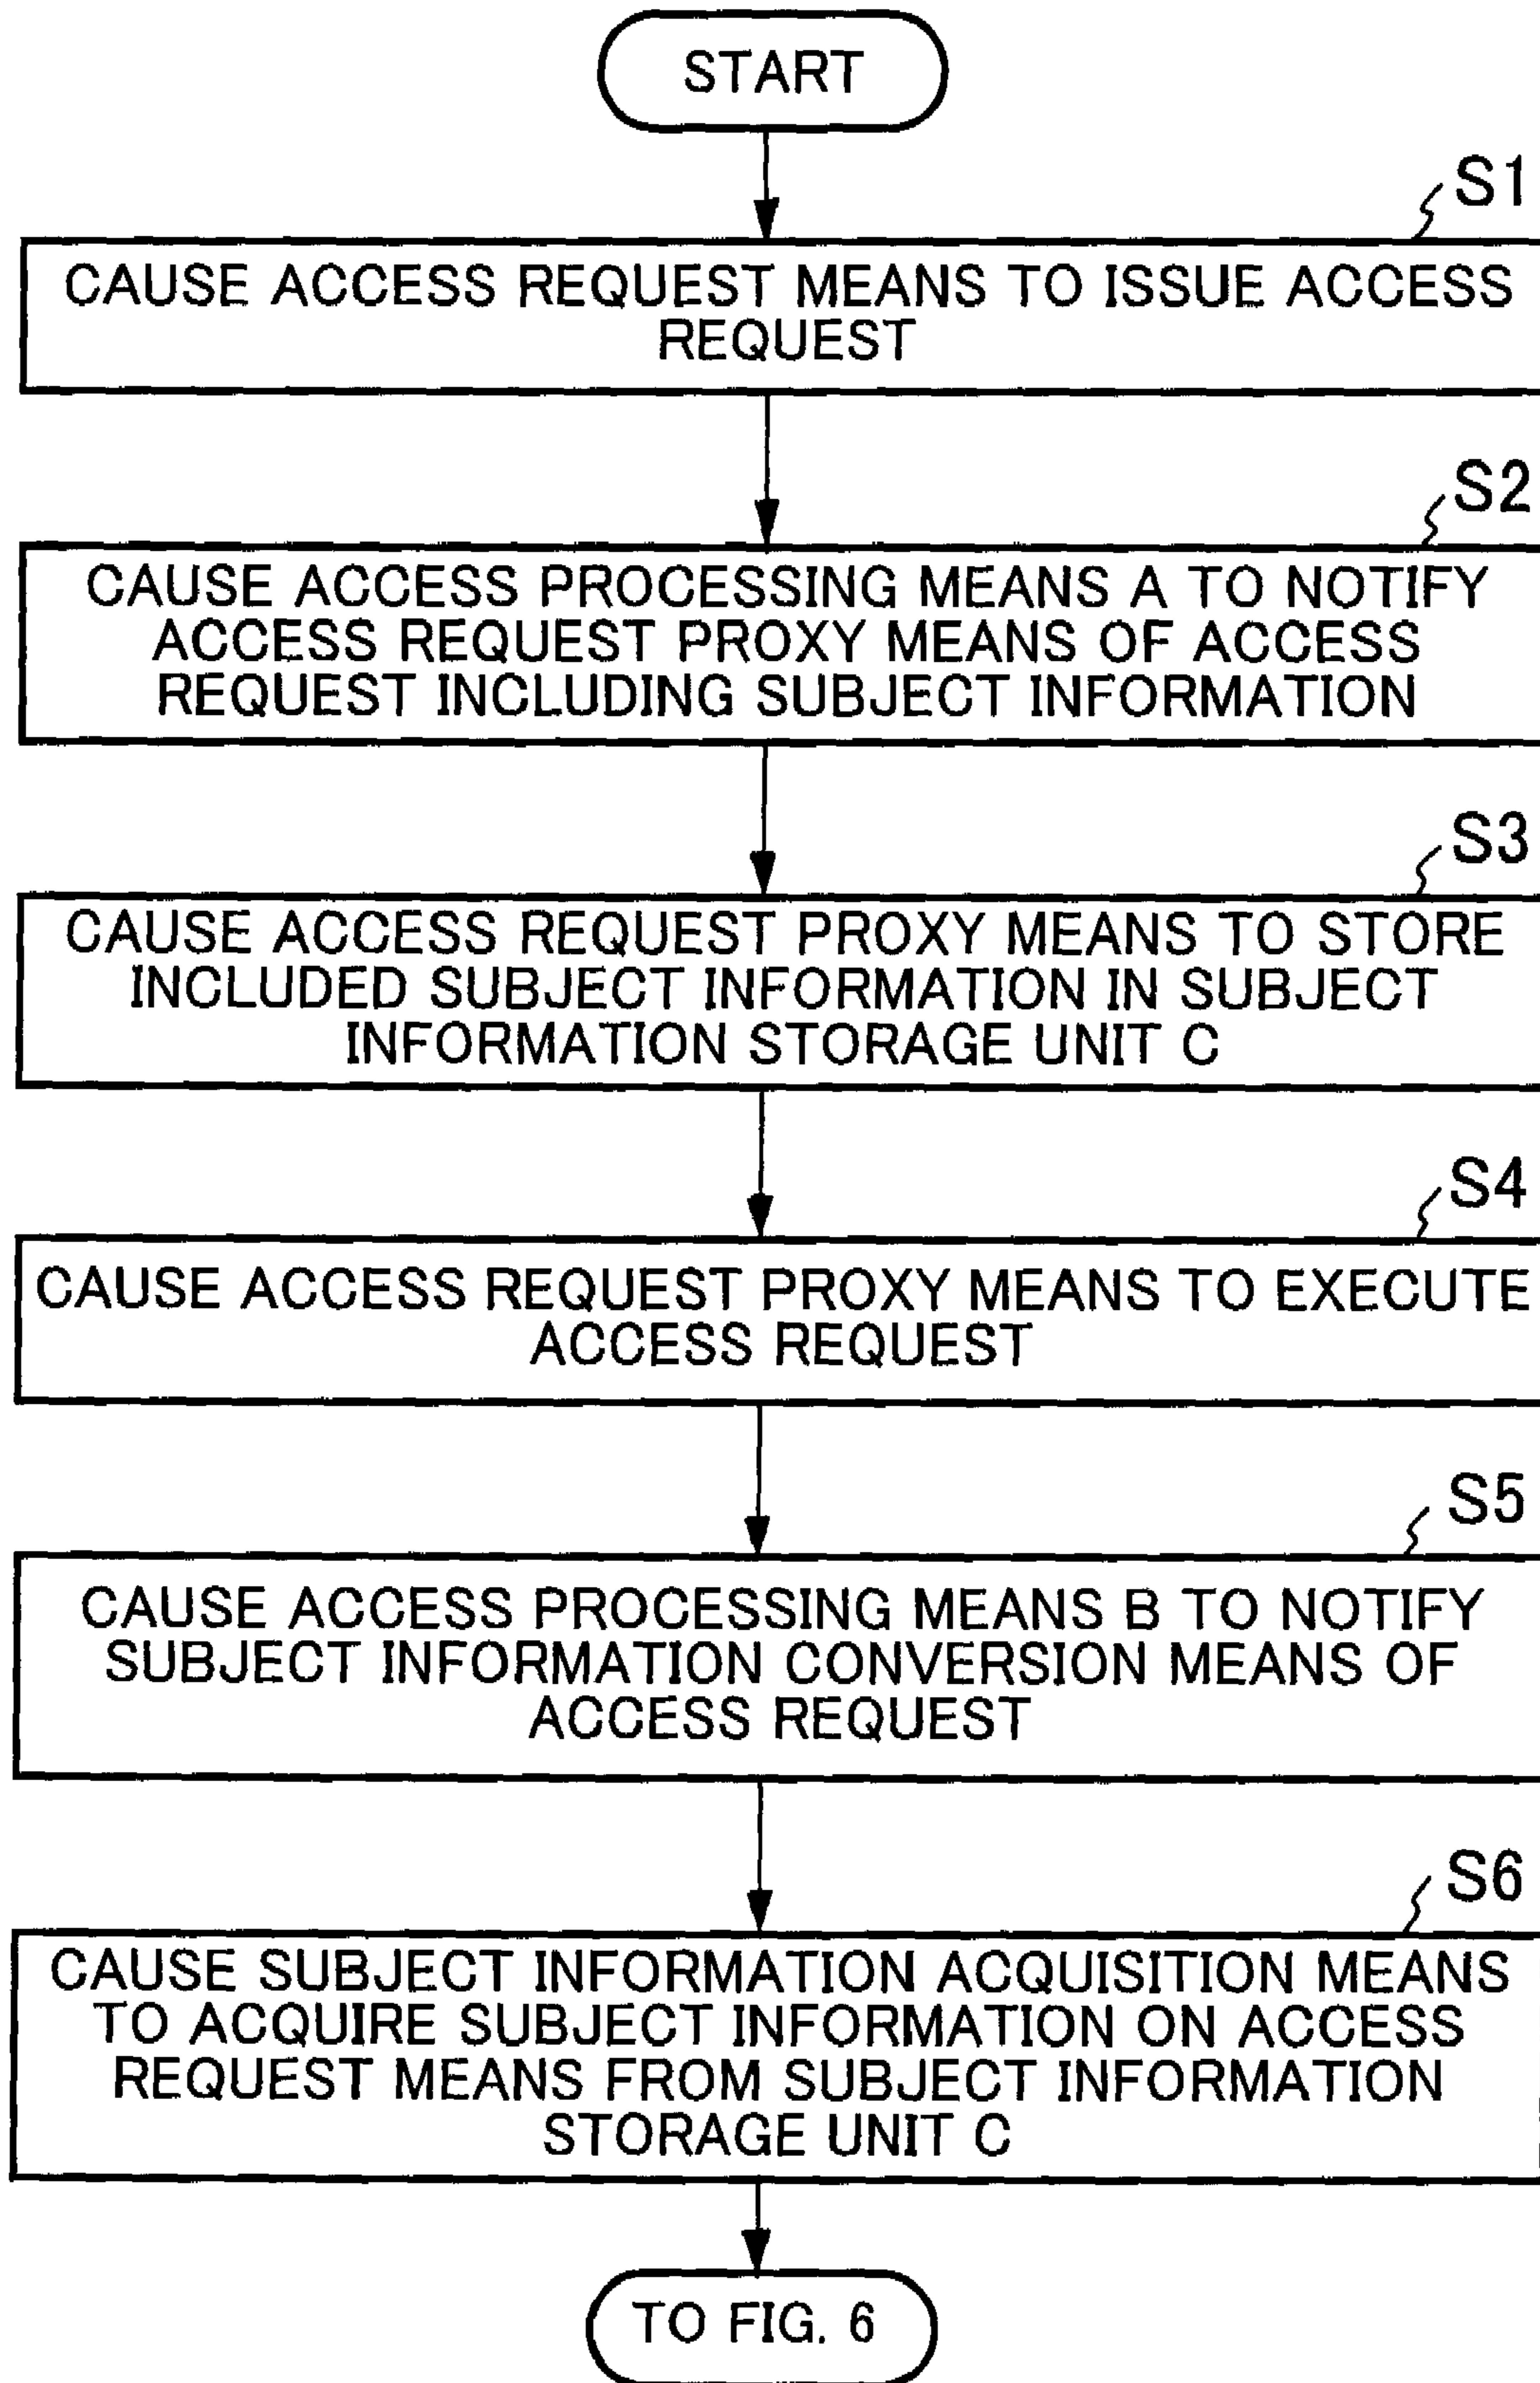 START
S1
CAUSE ACCESS REQUEST MEANS TO ISSUE ACCESS
REQUEST
S2
CAUSE ACCESS PROCESSING MEANS A TO NOTIFY
ACCESS REQUEST PROXY MEANS OF ACCESS
REQUEST INCLUDING SUBJECT INFORMATION
S3
CAUSE ACCESS REQUEST PROXY MEANS TO STORE
INCLUDED SUBJECT INFORMATION IN SUBJECT
INFORMATION STORAGE UNIT C
S4
CAUSE ACCESS REQUEST PROXY MEANS TO EXECUTE
ACCESS REQUEST
S5
CAUSE ACCESS PROCESSING MEANS B TO NOTIFY
SUBJECT INFORMATION CONVERSION MEANS OF
ACCESS REQUEST
S6
CAUSE SUBJECT INFORMATION ACQUISITION MEANS
TO ACQUIRE SUBJECT INFORMATION ON ACCESS
REQUEST MEANS FROM SUBJECT INFORMATION
STORAGE UNIT C
TO FIG. 6